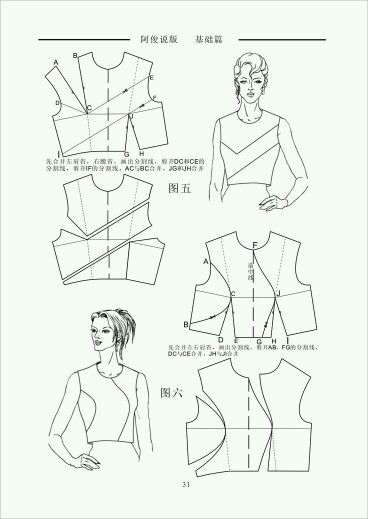 阿俊说版 基础篇
A
B
E
D
C
F
J
I
G
H
先合并左肩省，右腰省，画出分割线，剪开DC和CE的
分割线，剪开IF的分割线，AC与BC合并，JG和JH合并
图五
F
A
前中线
C
J
B
D
E
G
H
I
先合并左右肩省，画出分割线，剪开AB，FG的分割线，
DC与CE合并，JH与JI合并
图六
31